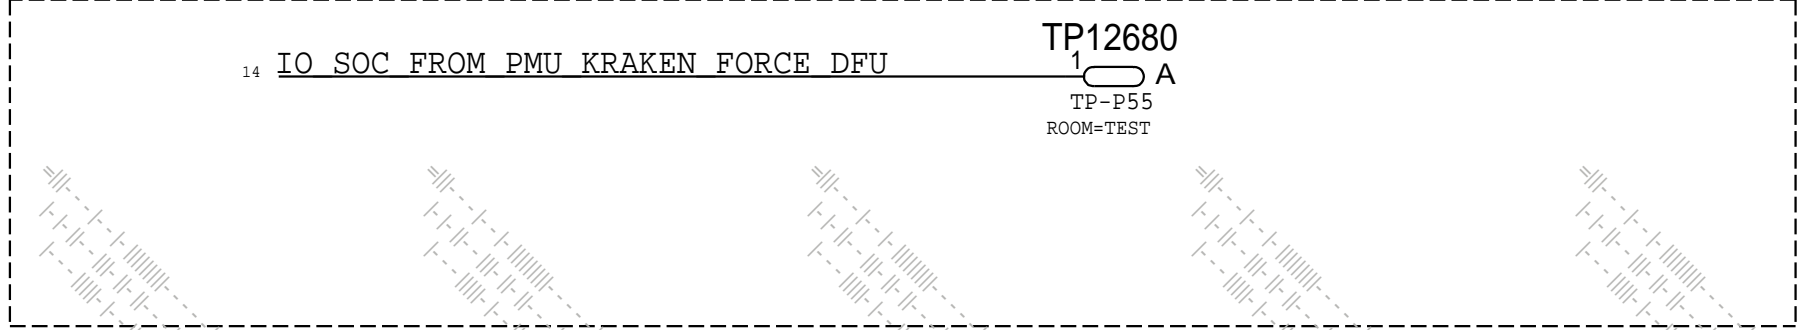 TP12680
14 IO_SOC_FROM_PMU_KRAKEN_FORCE_DFU
1
A
TP-P55
ROOM=TEST